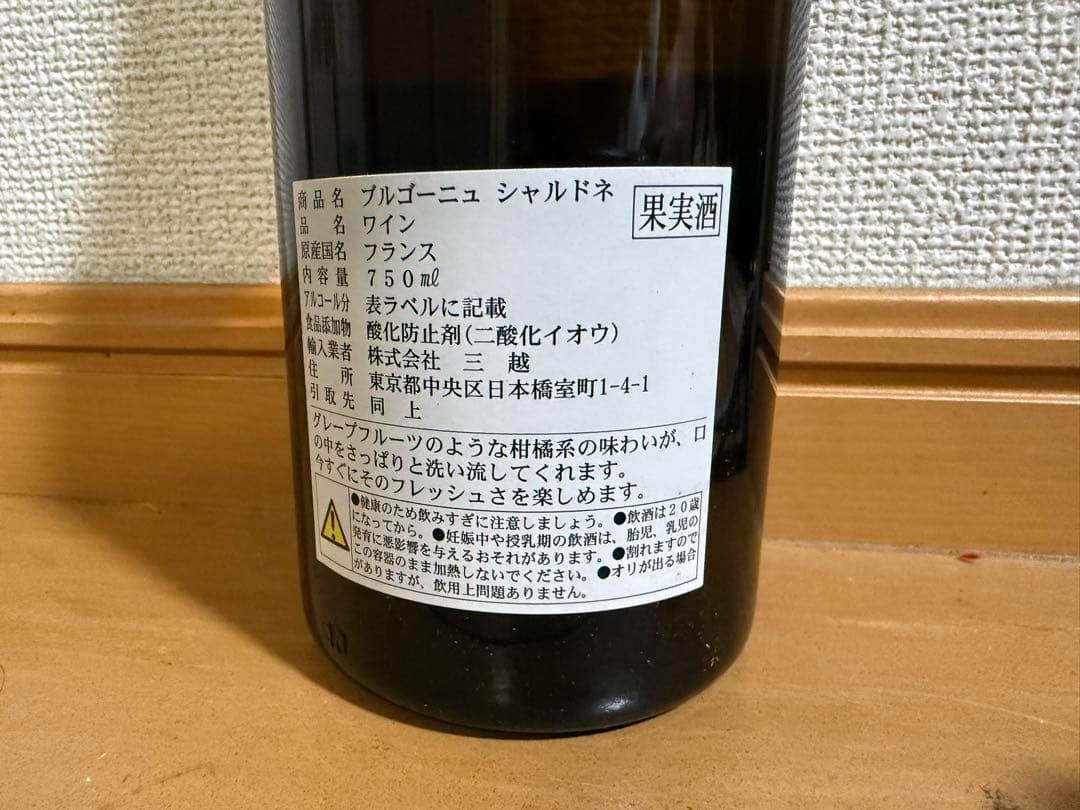 商品名 ブルゴーニュ シャルドネ
果実酒
品名 ワイン
原産国名 フランス
内容量 750㎖
アルコール分 表ラベルに記載
食品添加物 酸化防止剤(二酸化イオウ)
輸入業者 株式会社 三越
住所 東京都中央区日本橋室町1-4-1
引取先 同上
グレープフルーツのような柑橘系の味わいが、口
の中をさっぱりと洗い流してくれます。
今すぐにそのフレッシュさを楽しめます。
●健康のため飲みすぎに注意しましょう。●飲酒は20歳
になってから。●妊娠中や授乳期の飲酒は、胎児、乳児の
発育に悪影響を与えるおそれがあります。●割れますので
この容器のまま加熱しないでください。●オリが出る場合
がありますが、飲用上問題ありません。